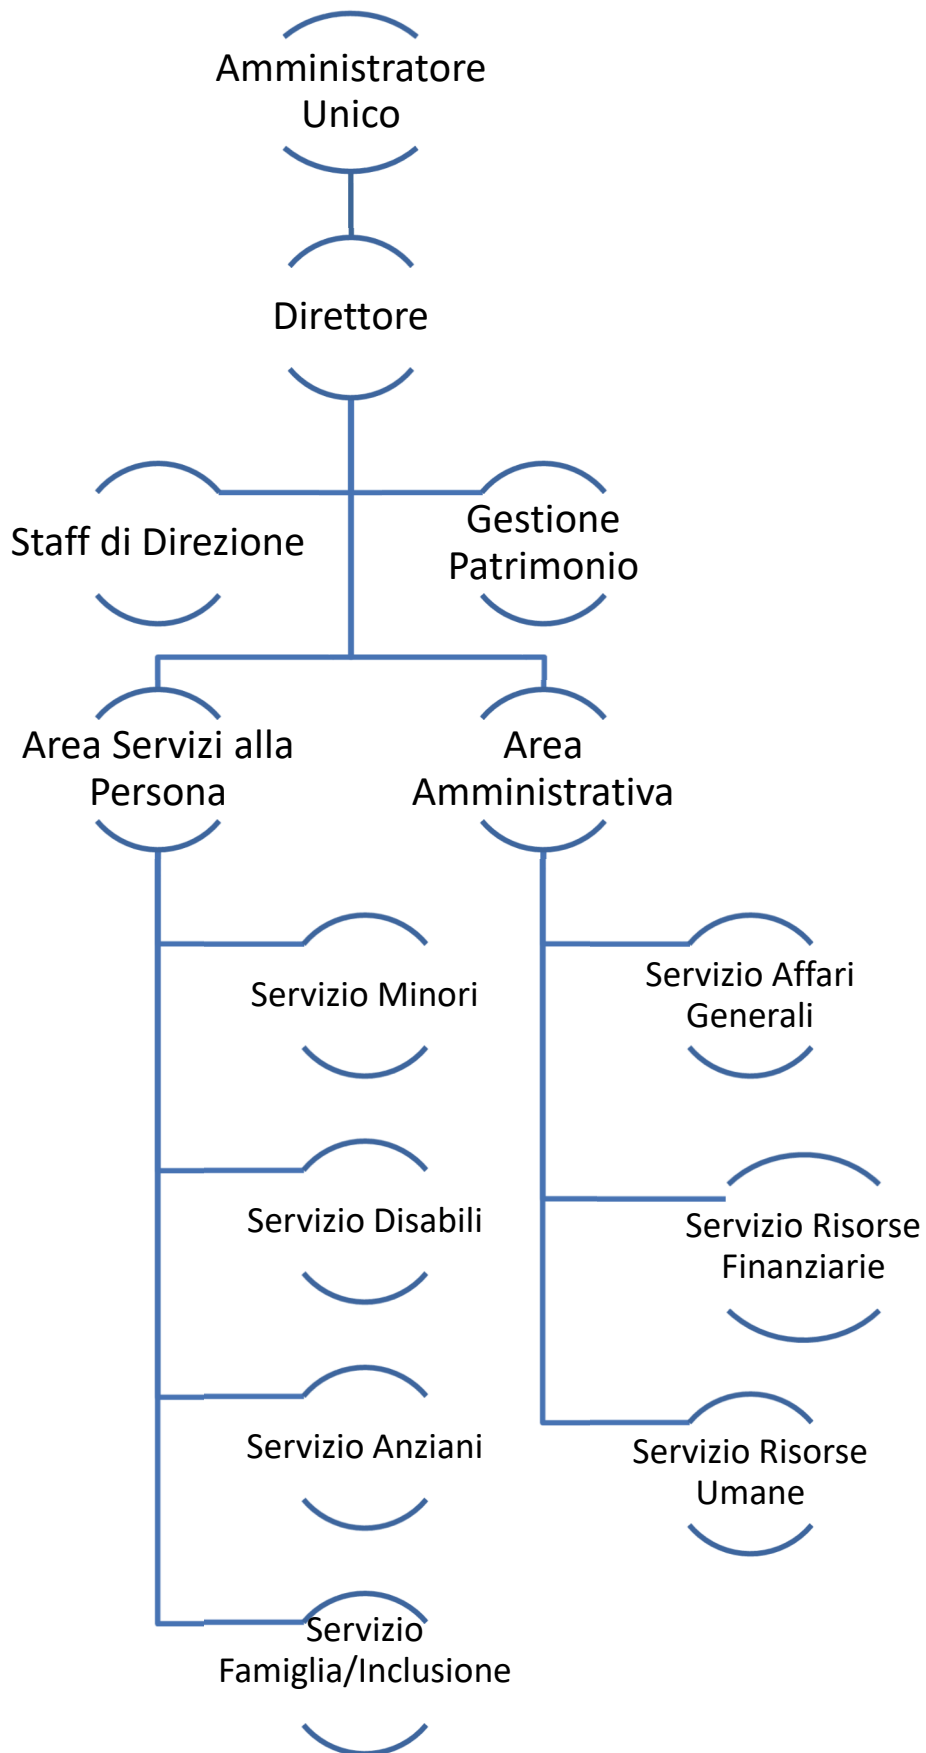 Amministratore
Unico
Direttore
Staff di Direzione
Gestione
Patrimonio
Area Servizi alla
Persona
Area
Amministrativa
Servizio Minori
Servizio Affari
Generali
Servizio Disabili
Servizio Risorse
Finanziarie
Servizio Anziani
Servizio Risorse
Umane
Servizio
Famiglia/Inclusione